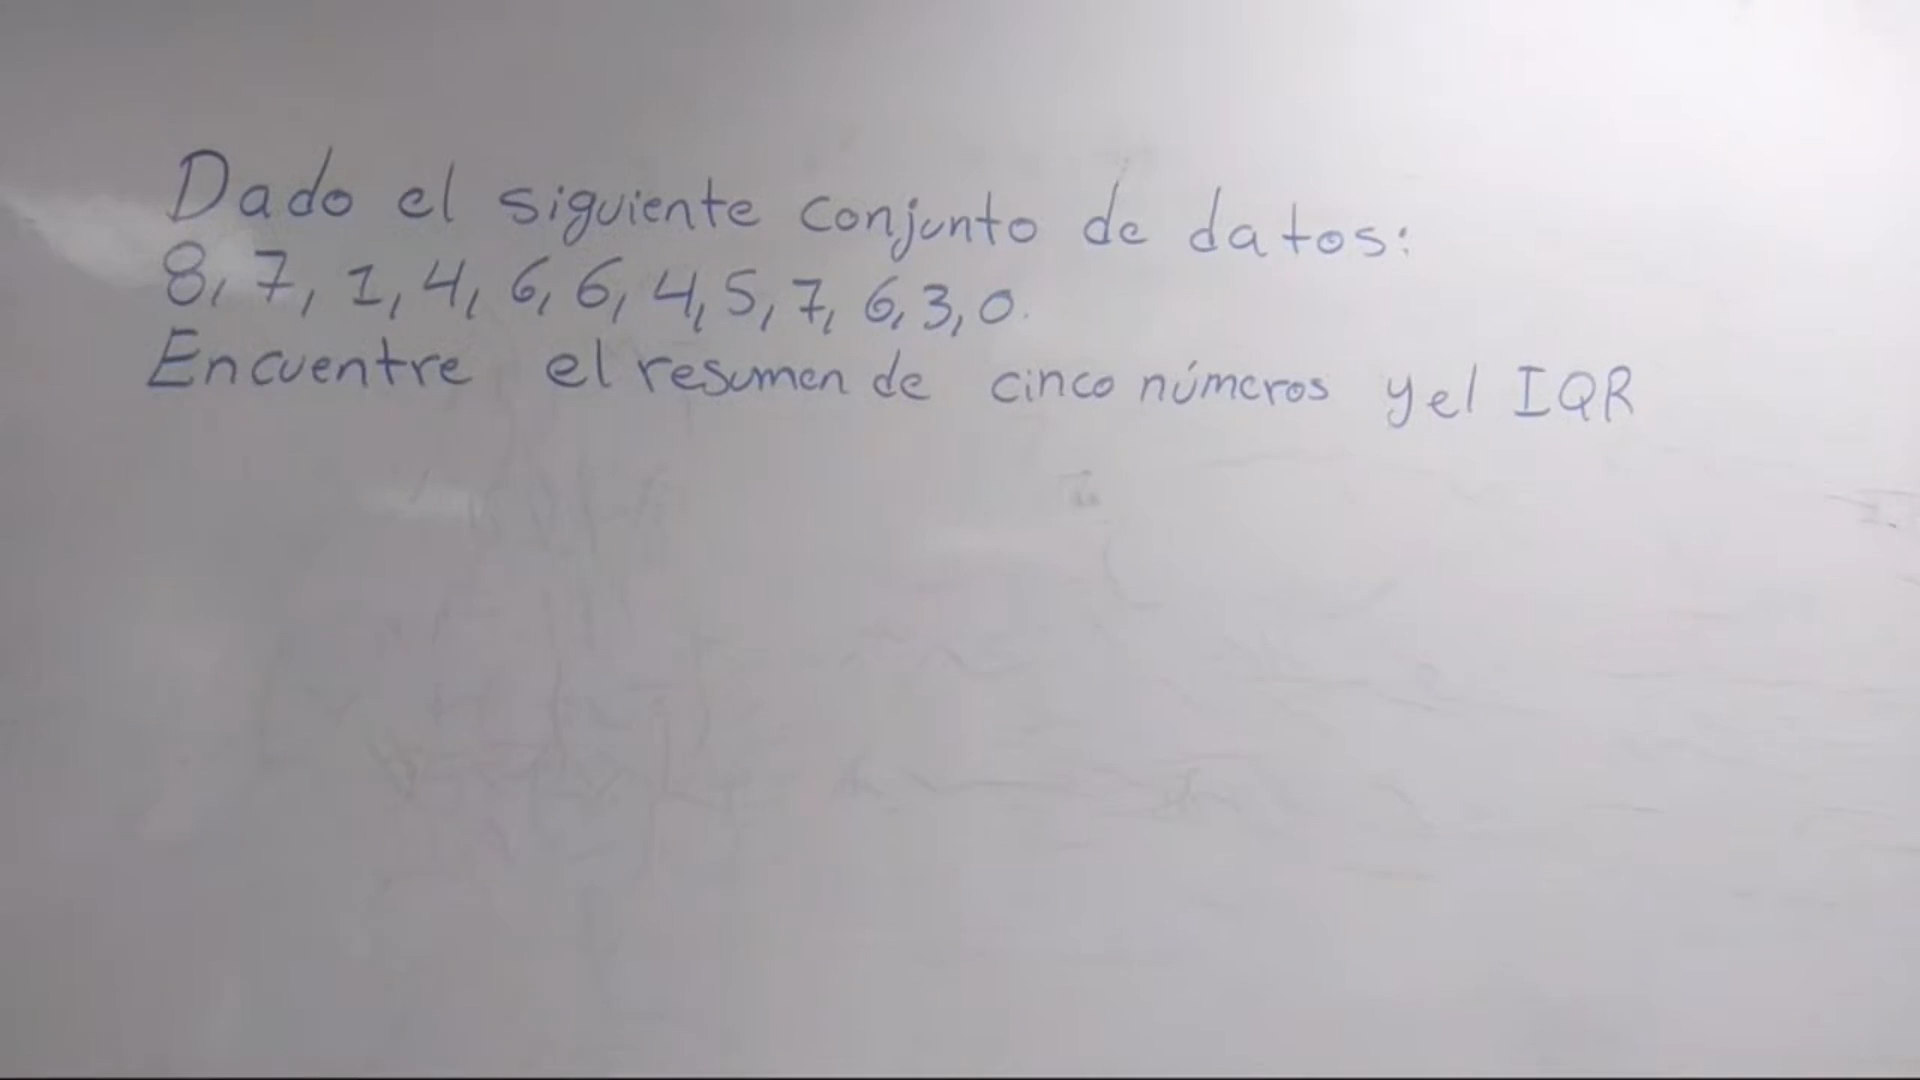 Dado el siguiente conjunto de datos:
8, 7, 1, 4, 6, 6, 4, 5, 7, 6, 3, 0.
Encuentre el resumen de cinco números y el IQR